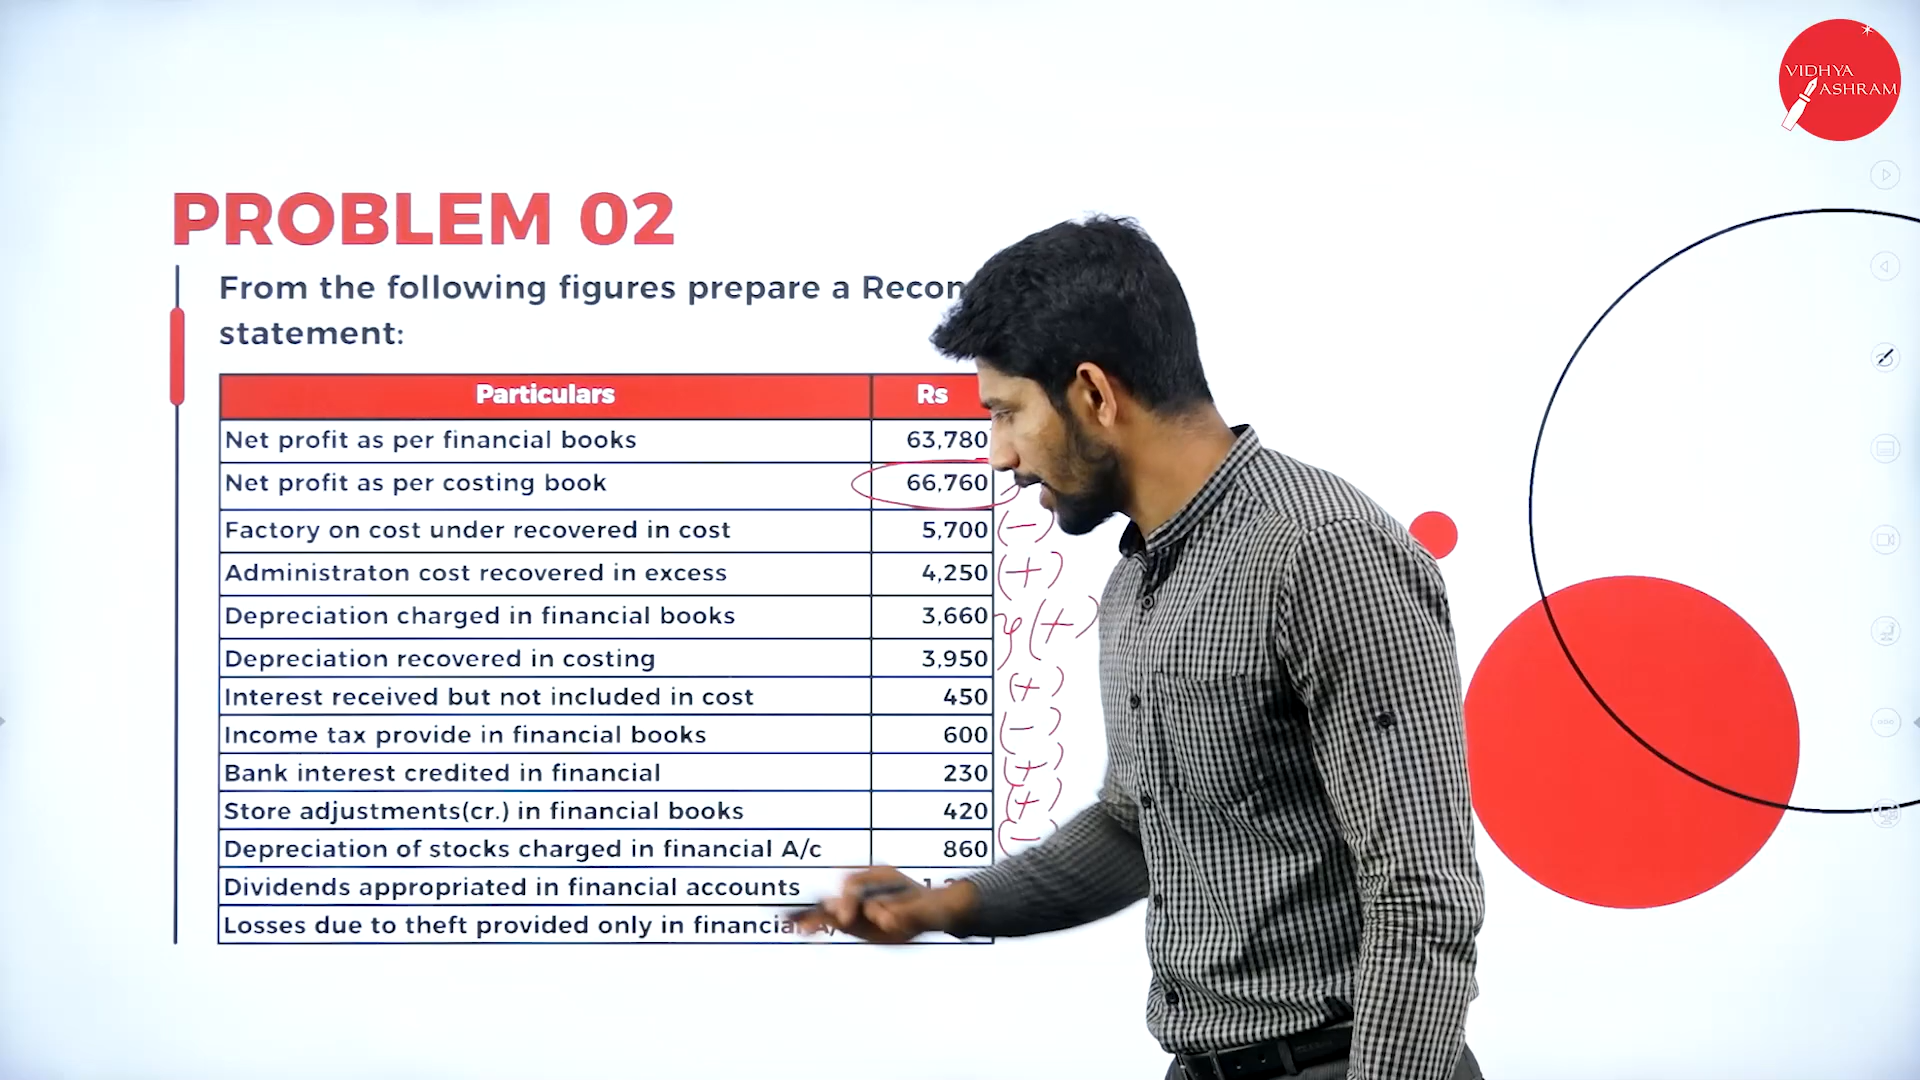 VIDHYA
ASHRAM
PROBLEM 02
From the following figures prepare a Recon
statement:
Particulars Rs
Net profit as per financial books 63,780
Net profit as per costing book 66,760
Factory on cost under recovered in cost 5,700 (-)
Administraton cost recovered in excess 4,250 (+)
Depreciation charged in financial books 3,660 (+)
Depreciation recovered in costing 3,950
Interest received but not included in cost 450 (+)
Income tax provide in financial books 600 (-)
Bank interest credited in financial 230 (+)
Store adjustments(cr.) in financial books 420 (+)
Depreciation of stocks charged in financial A/c 860 (-)
Dividends appropriated in financial accounts
Losses due to theft provided only in financial